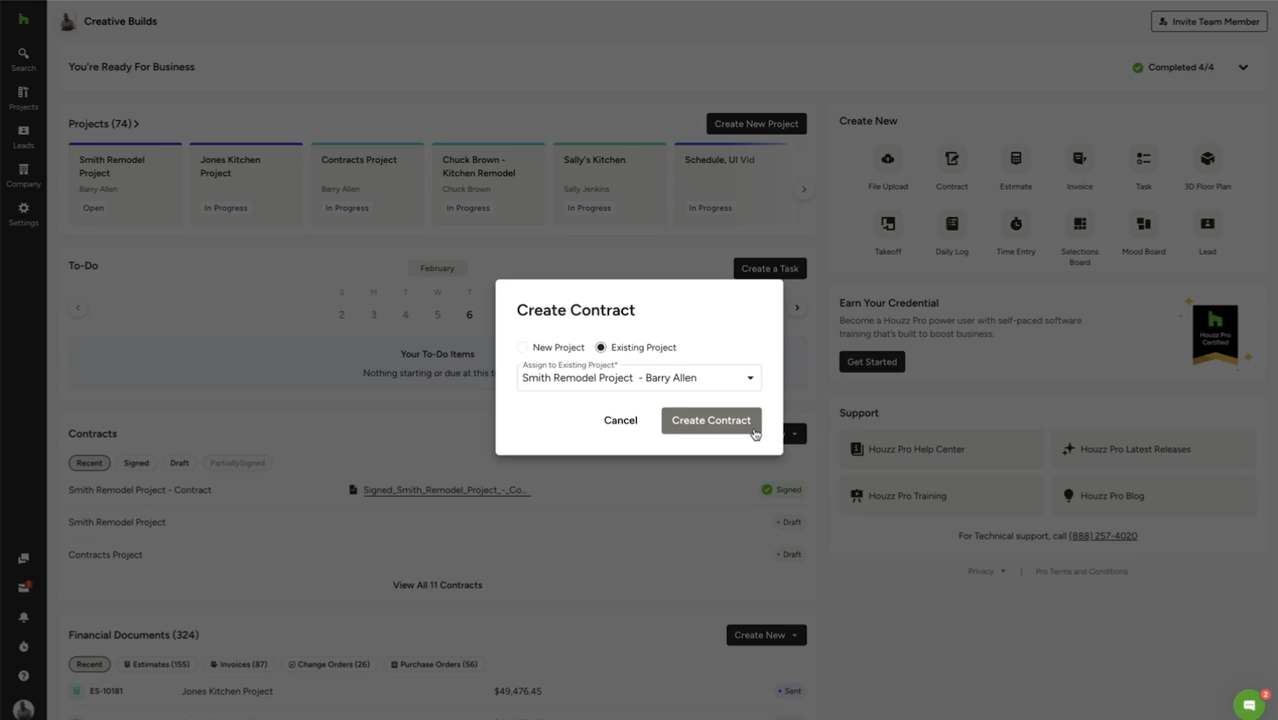 Creative Builds
Invite Team Member
Search
Projects
Leads
Company
Settings
You're Ready For Business
Completed 4/4
Projects (74)
Create New Project
Smith Remodel Project
Barry Allen
Open
Jones Kitchen Project
In Progress
Contracts Project
Barry Allen
In Progress
Chuck Brown - Kitchen Remodel
Chuck Brown
In Progress
Sally's Kitchen
Sally Jenkins
In Progress
Schedule, UI Vid
In Progress
To-Do
February
Create a Task
S M T W T
2 3 4 5 6
Your To-Do Items
Nothing starting or due at this t
Create Contract
New Project
Existing Project
Assign to Existing Project*
Smith Remodel Project - Barry Allen
Cancel
Create Contract
Contracts
Recent
Signed
Draft
PartiallySigned
Smith Remodel Project - Contract
Signed_Smith_Remodel_Project_-_Co...
Signed
Smith Remodel Project
Draft
Contracts Project
Draft
View All 11 Contracts
Financial Documents (324)
Create New
Recent
Estimates (155)
Invoices (87)
Change Orders (26)
Purchase Orders (56)
ES-10181
Jones Kitchen Project
$49,476.45
Sent
Create New
File Upload
Contract
Estimate
Invoice
Task
3D Floor Plan
Takeoff
Daily Log
Time Entry
Selections Board
Mood Board
Lead
Earn Your Credential
Become a Houzz Pro power user with self-paced software
training that's built to boost business.
Get Started
Houzz Pro
Certified
Support
Houzz Pro Help Center
Houzz Pro Latest Releases
Houzz Pro Training
Houzz Pro Blog
For Technical support, call (888) 257-4020
Privacy
|
Pro Terms and Conditions
2